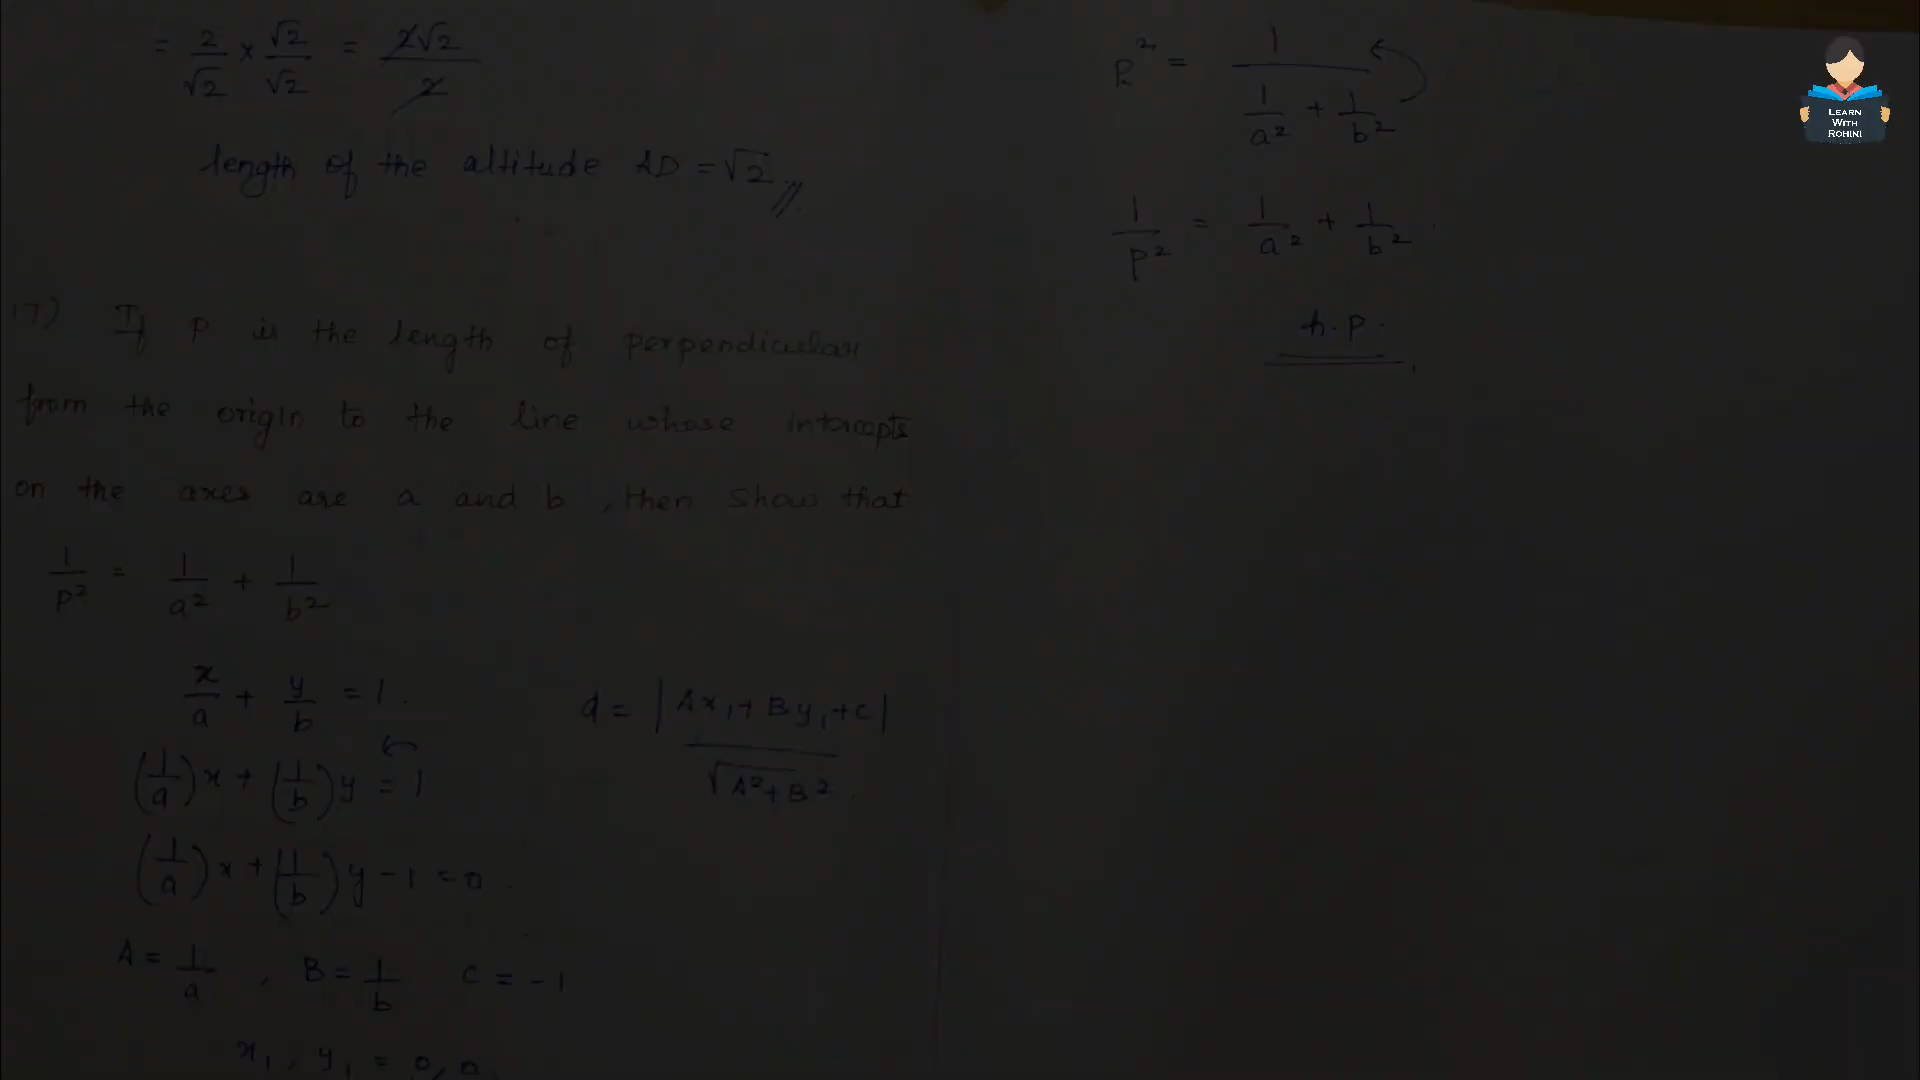 = 2/√2 × √2/√2 = 2√2/2
length of the altitude AD = √2 //
17) If P is the length of perpendicular
from the origin to the line whose intercepts
on the axes are a and b, then show that
1/P² = 1/a² + 1/b²
x/a + y/b = 1.
(1/a)x + (1/b)y = 1
(1/a)x + (1/b)y - 1 = 0.
A = 1/a, B = 1/b C = -1
x₁, y₁ = 0, 0
d = |Ax₁ + By₁ + C| / √A² + B².
P² = 1 / 1/a² + 1/b²
1/P² = 1/a² + 1/b².
h.p.
LEARN
WITH
ROHINI